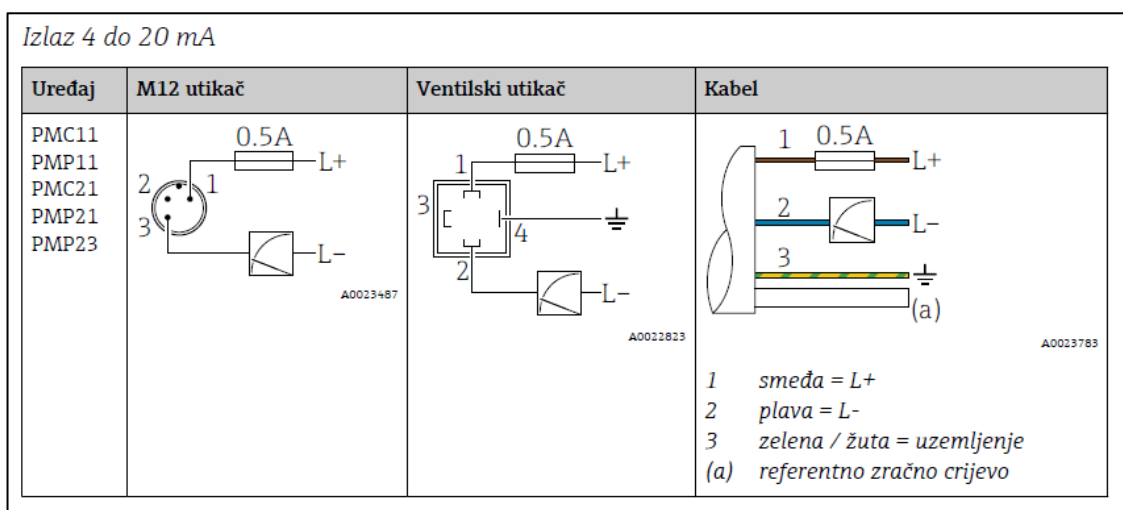 Izlaz 4 do 20 mA
Uređaj
M12 utikač
Ventilski utikač
Kabel
PMC11
PMP11
PMC21
PMP21
PMP23
0.5A
L+
2
1
3
L–
A0023487
0.5A
1
L+
3
4
2
L–
A0022823
1
0.5A
L+
2
L–
3
(a)
A0023783
1 smeđa = L+
2 plava = L-
3 zelena / žuta = uzemljenje
(a) referentno zračno crijevo